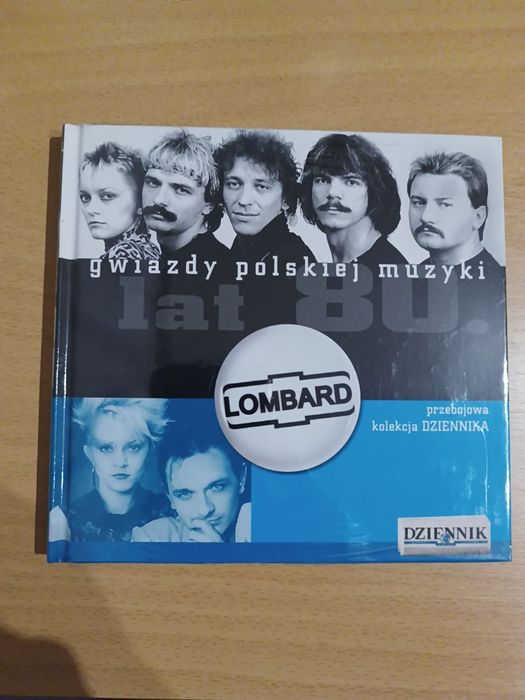 gwiazdy polskiej muzyki
lat 80.
LOMBARD
przebojowa
kolekcja DZIENNIKA
DZIENNIK